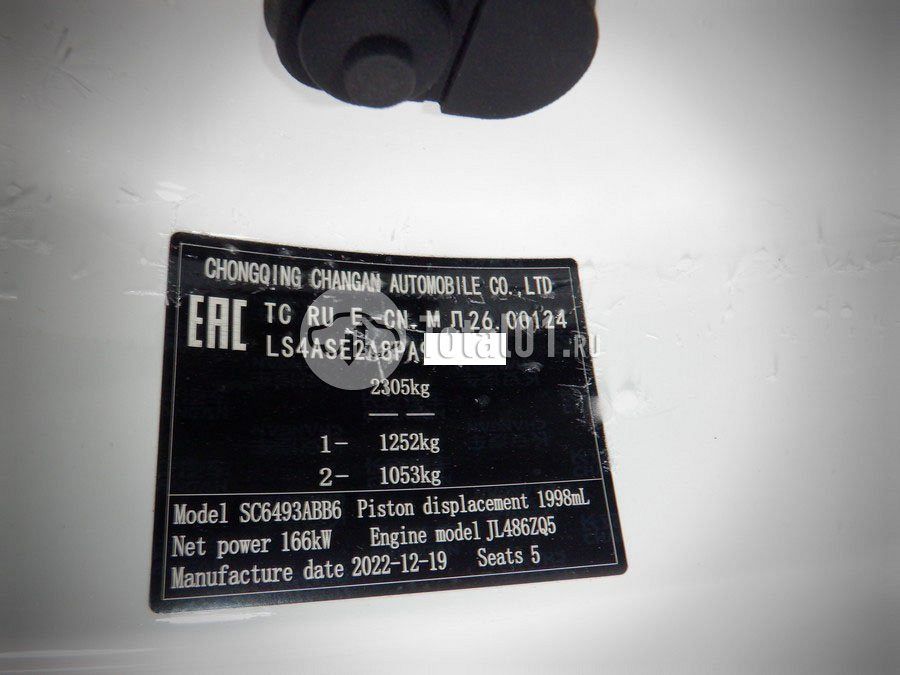 CHONGQING CHANGAN AUTOMOBILE CO.,LTD
EAC TC RU E-CN.МП26.00124
2305kg
— —
1- 1252kg
2- 1053kg
Model SC6493ABB6 Piston displacement 1998mL
Net power 166kW Engine model JL486ZQ5
Manufacture date 2022-12-19 Seats 5